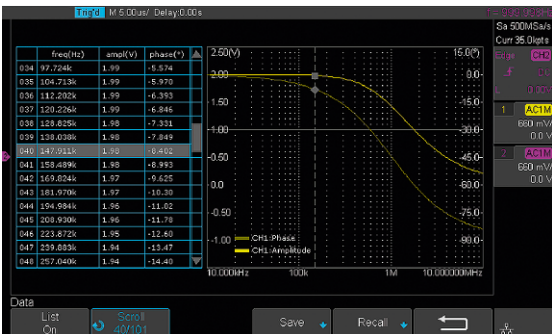 Trig'd M 5.00us/ Delay:0.00s
Sa 500MSa/s
Curr 35.0kpts
CH2
freq(Hz) ampl(V) phase(°)
034 97.724k 1.99 -5.574
035 104.713k 1.99 -5.970
036 112.202k 1.99 -6.393
037 120.226k 1.99 -6.846
038 128.825k 1.98 -7.331
039 138.038k 1.98 -7.849
040 147.911k 1.98 -8.402
041 158.489k 1.98 -8.993
042 169.824k 1.97 -9.625
043 181.970k 1.97 -10.30
044 194.984k 1.96 -11.02
045 208.930k 1.96 -11.78
046 223.872k 1.95 -12.60
047 239.883k 1.94 -13.47
048 257.040k 1.94 -14.40
2.50(V) 15.0(°)
2.00 0.0
1.50 -15.0
1.00 -30.0
0.50 -45.0
0.0 -60.0
-0.50 -75.0
-1.00 -90.0
CH1-Phase
CH1-Amplitude
10.000kHz 100k 1M 10.000000MHz
1 AC1M
660 mV/
0.0 V
2 AC1M
660 mV/
0.0 V
Data
List
On
Scroll
40/101
Save
Recall